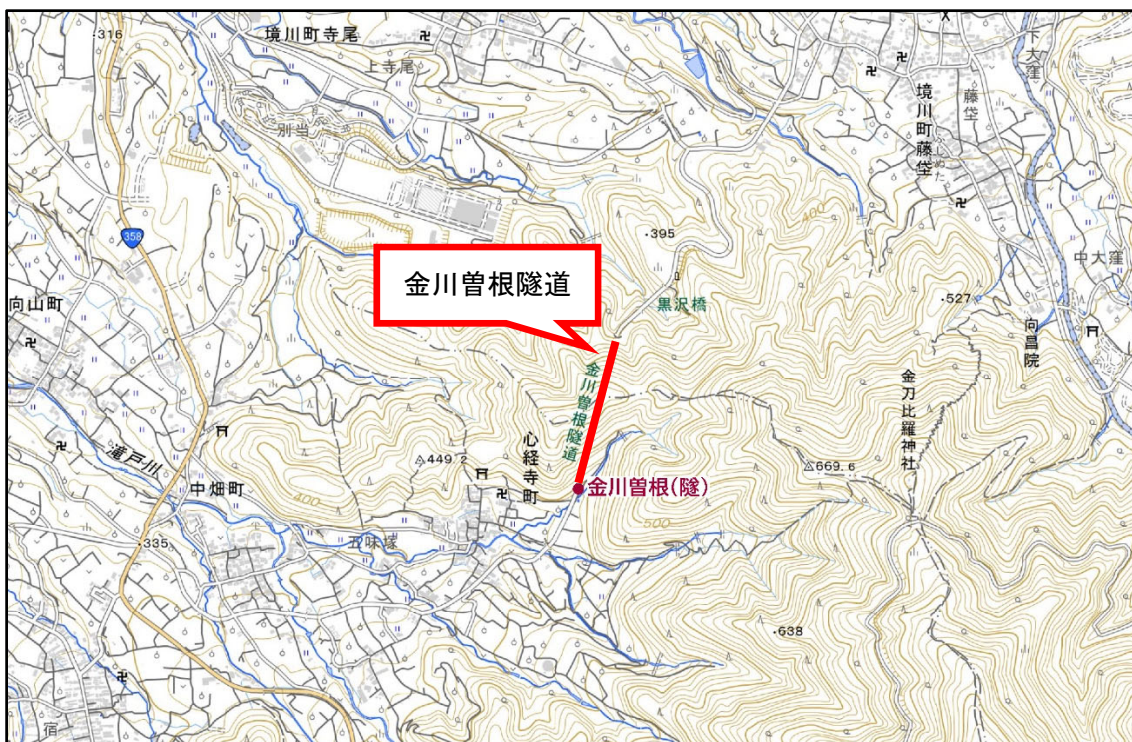 ・316
境川町寺尾
上寺尾
別当
358
向山町
滝戸川
中畑町
・335
五味塚
宿
449.2
心経寺町
金川曽根隧道
金川曽根隧道
金川曽根(隧)
・395
黒沢橋
400
境川町藤垈
藤垈
下大窪
中大窪
・527
向昌院
金刀比羅神社
669.6
400
500
・638